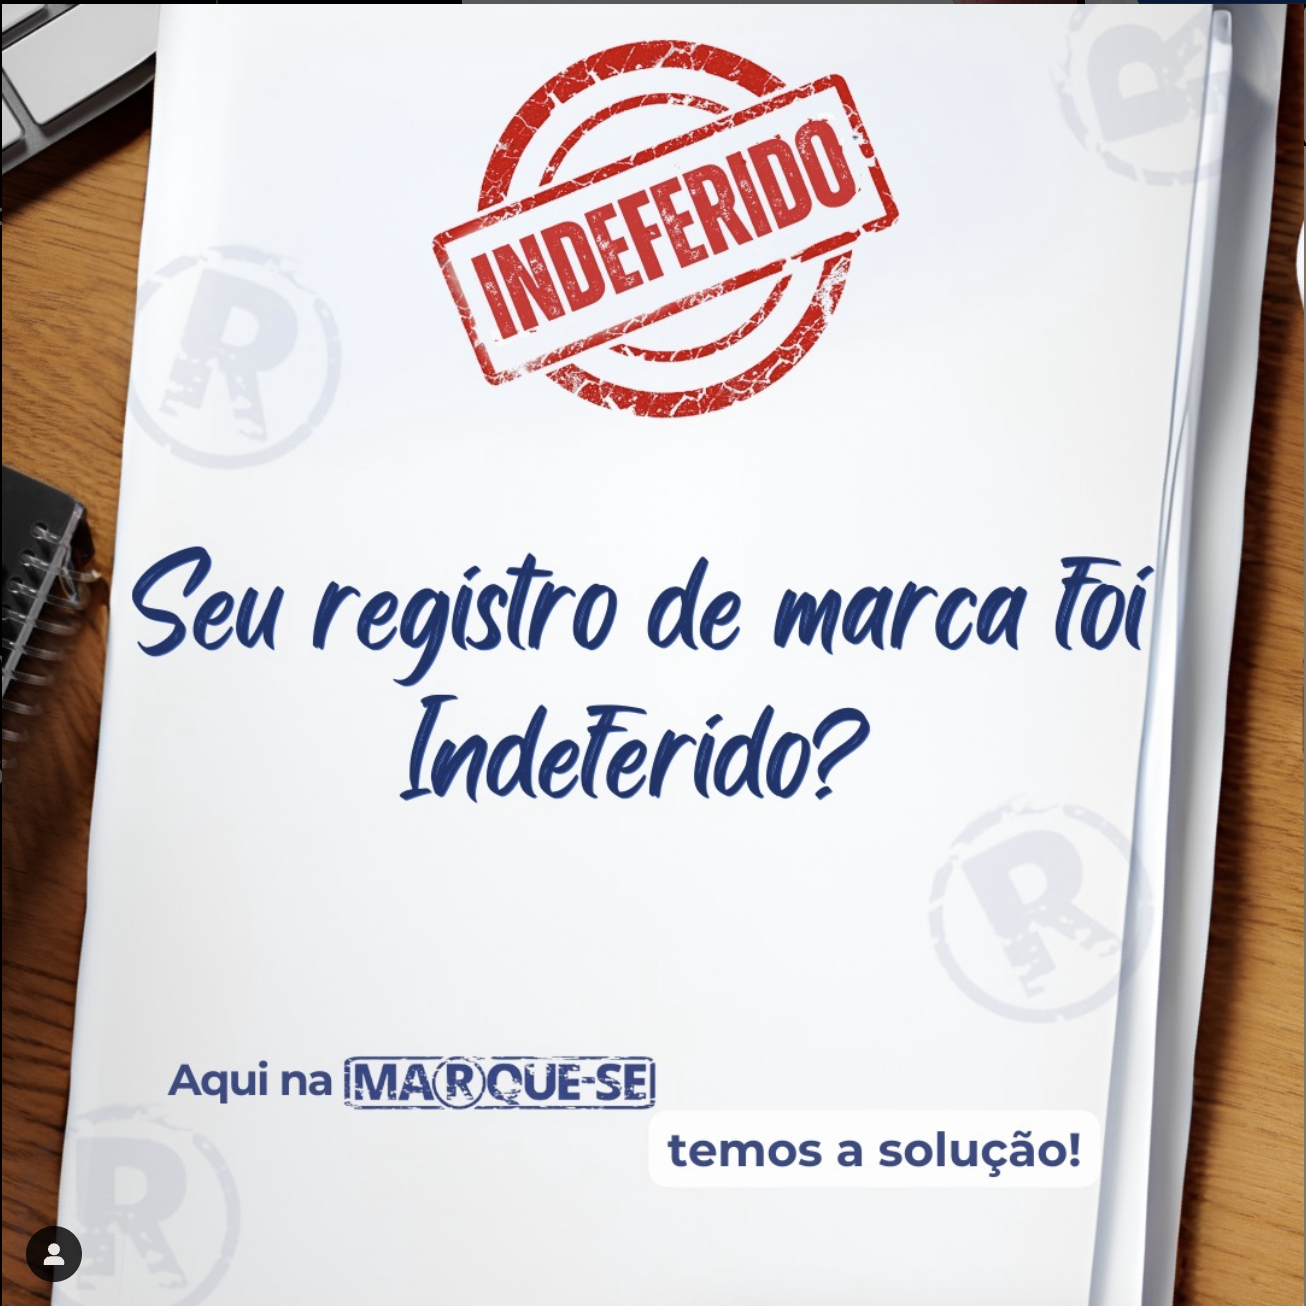 INDEFERIDO
Seu registro de marca foi
Indeferido?
Aqui na MARQUE-SE
temos a solução!
R
R
R
R